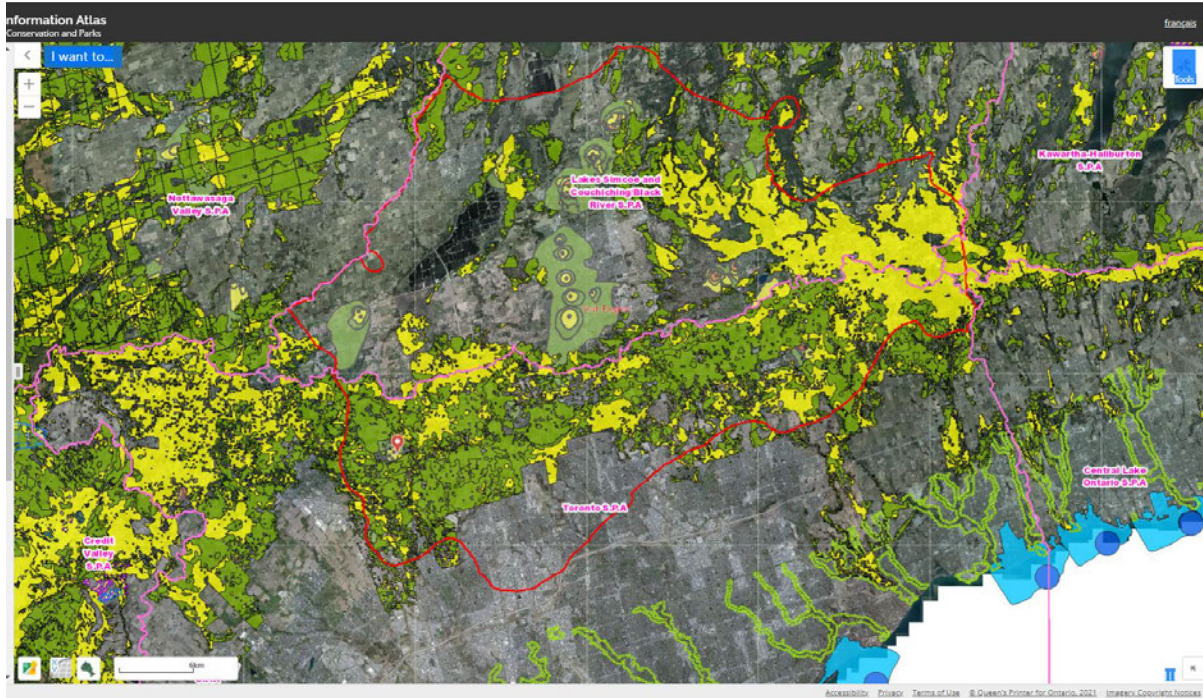 nformation Atlas
Conservation and Parks
français
I want to...
Tools
Nottawasaga
Valley S.P.A
Lakes Simcoe and
Couchiching/Black
River S.P.A
Kawartha-Haliburton
S.P.A
Toronto S.P.A
Central Lake
Ontario S.P.A
Credit
Valley
S.P.A
6km
Accessibility Privacy Terms of Use © Queen's Printer for Ontario, 2021 Imagery Copyright Notices